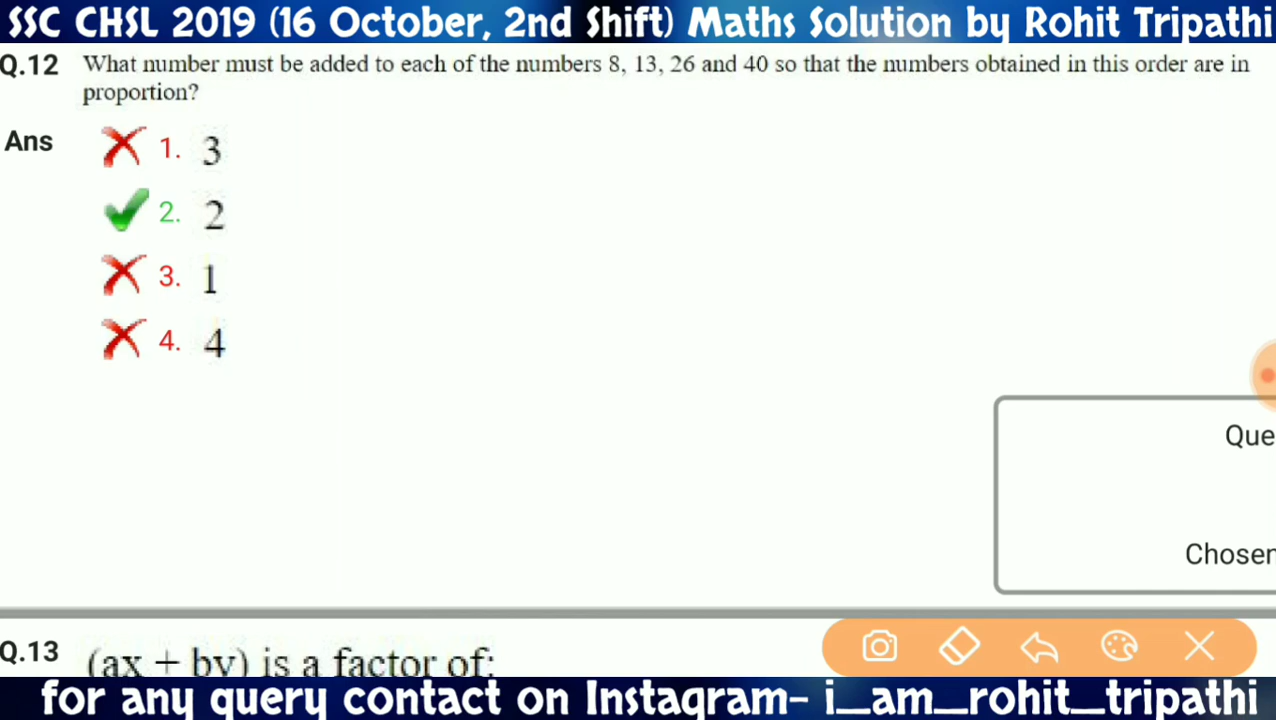 SSC CHSL 2019 (16 October, 2nd Shift) Maths Solution by Rohit Tripathi
Q.12 What number must be added to each of the numbers 8, 13, 26 and 40 so that the numbers obtained in this order are in
proportion?
Ans 1. 3
2. 2
3. 1
4. 4
Que
Chosen
Q.13 (ax + by) is a factor of:
for any query contact on Instagram- i_am_rohit_tripathi